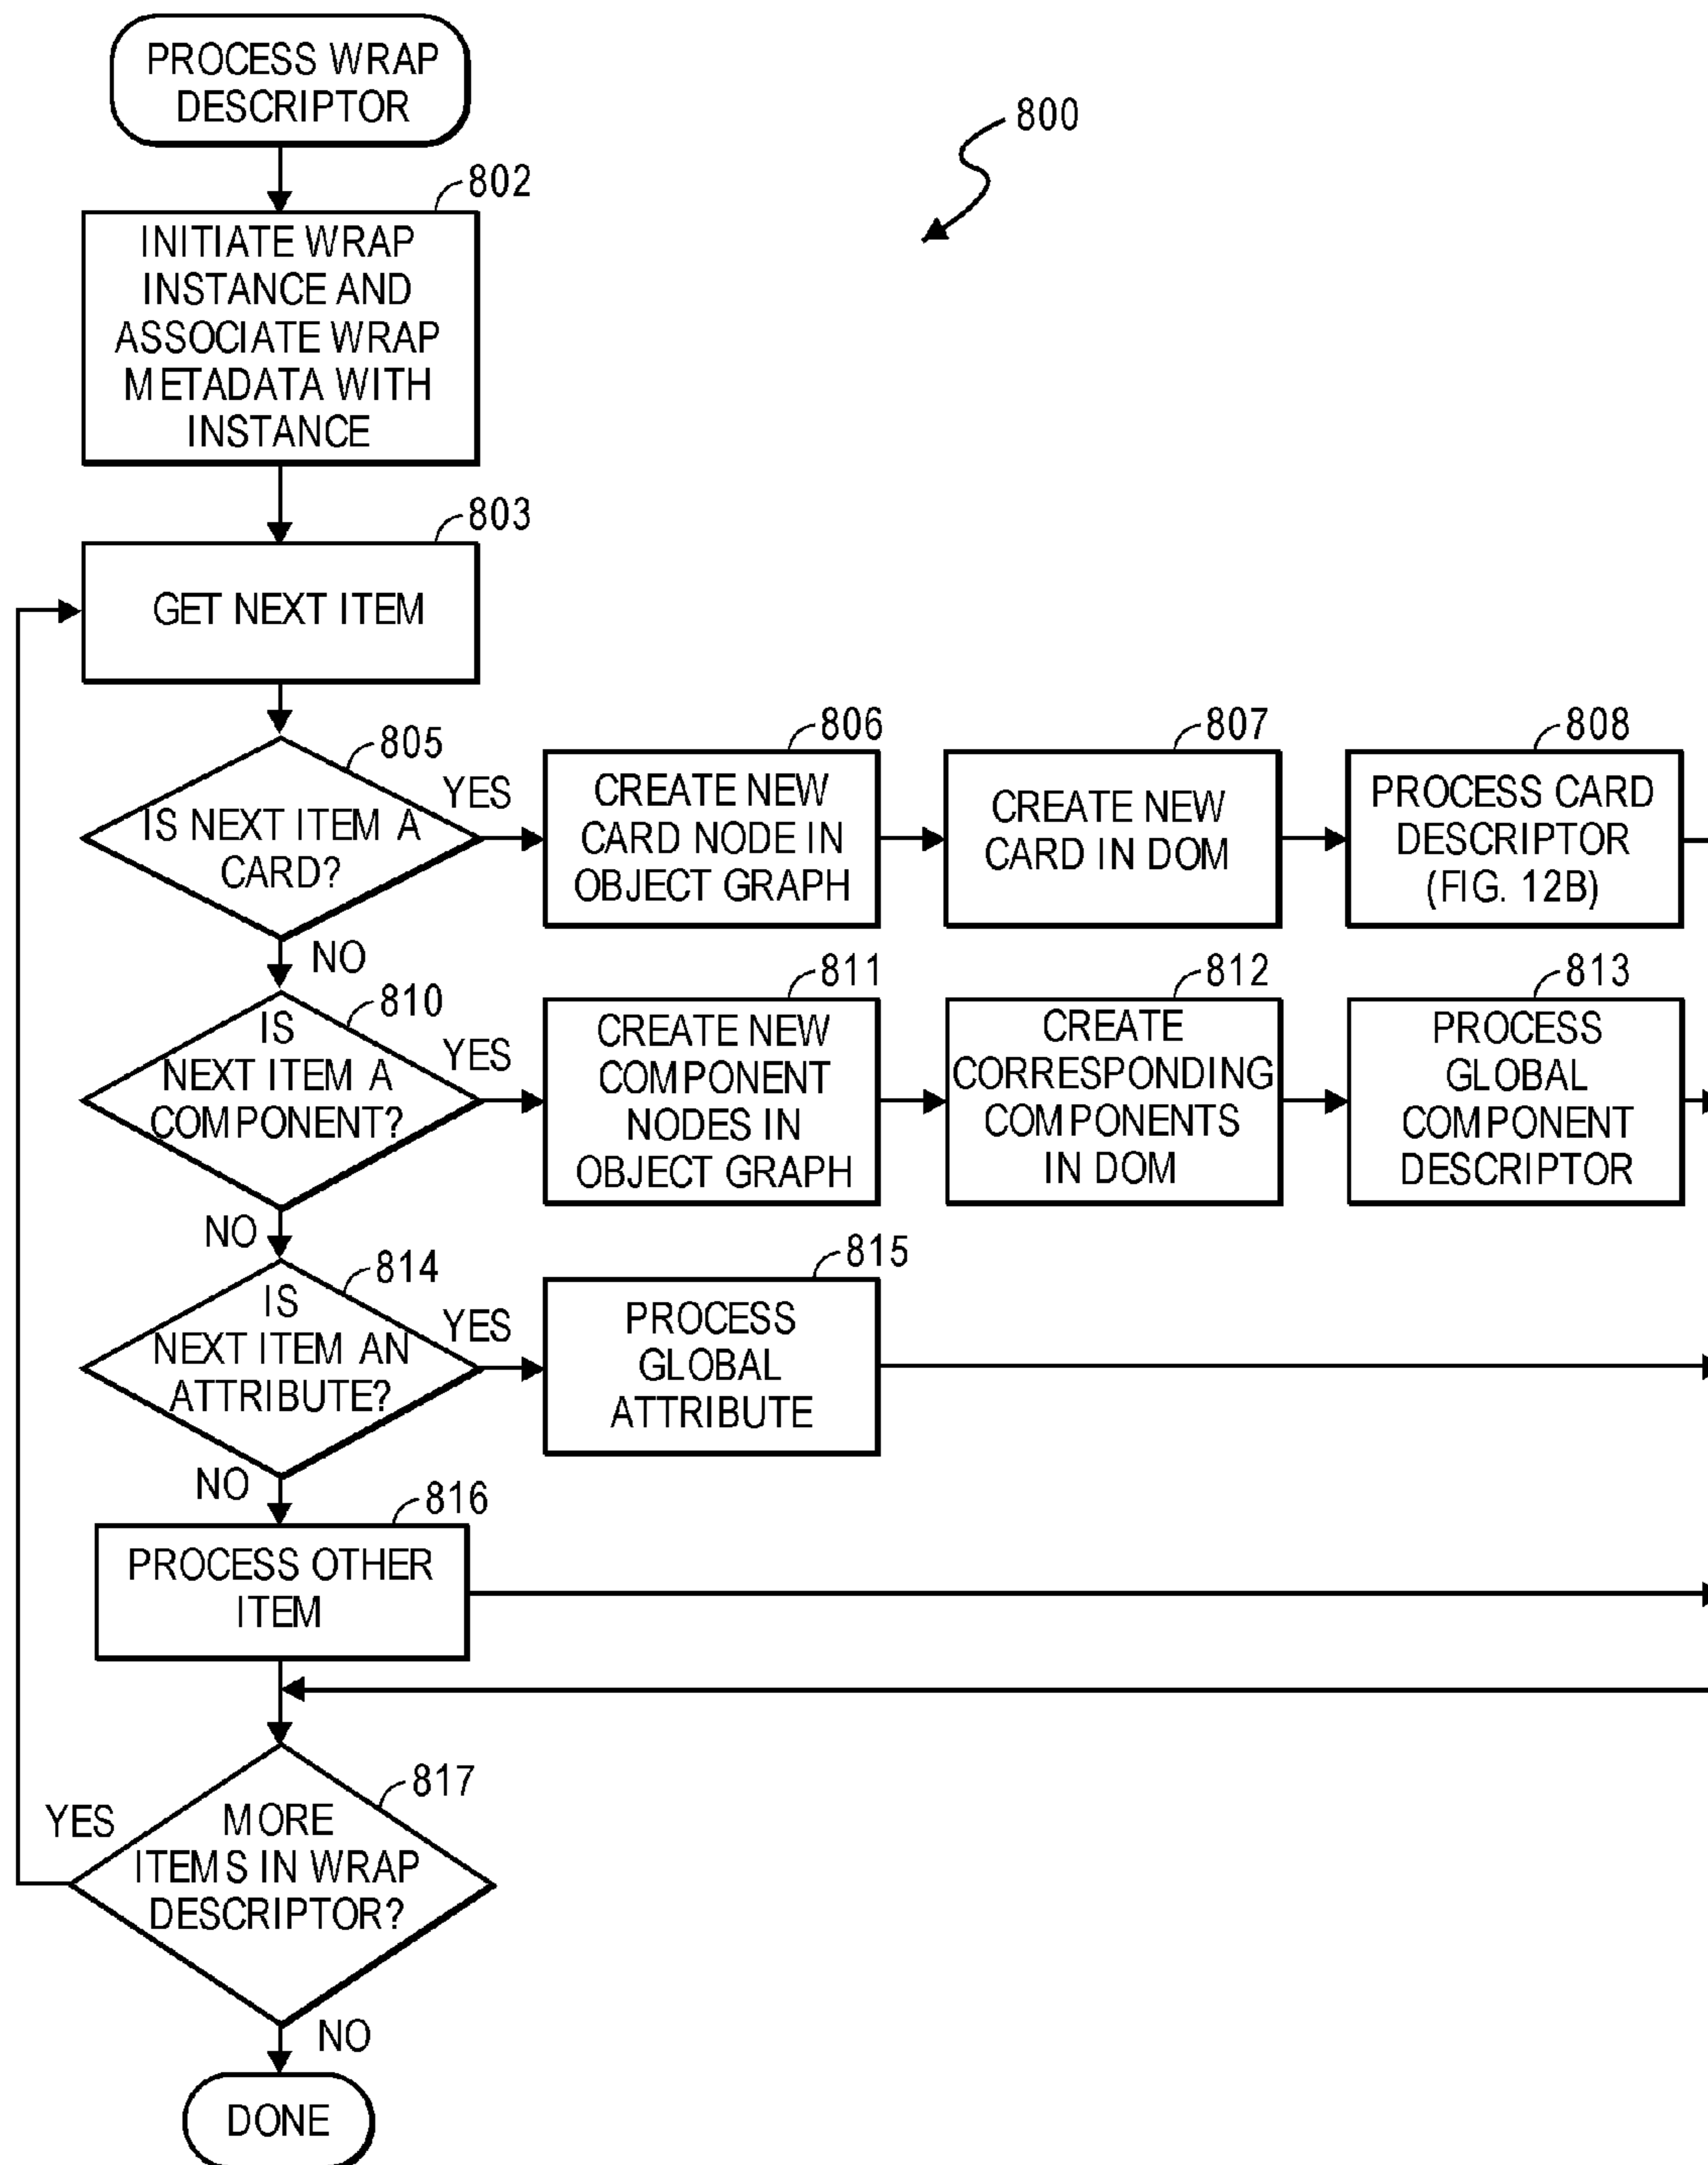 PROCESS WRAP
DESCRIPTOR
800
802
INITIATE WRAP
INSTANCE AND
ASSOCIATE WRAP
METADATA WITH
INSTANCE
803
GET NEXT ITEM
805
IS NEXT ITEM A
CARD?
YES
NO
806
CREATE NEW
CARD NODE IN
OBJECT GRAPH
807
CREATE NEW
CARD IN DOM
808
PROCESS CARD
DESCRIPTOR
(FIG. 12B)
810
IS
NEXT ITEM A
COMPONENT?
YES
NO
811
CREATE NEW
COMPONENT
NODES IN
OBJECT GRAPH
812
CREATE
CORRESPONDING
COMPONENTS
IN DOM
813
PROCESS
GLOBAL
COMPONENT
DESCRIPTOR
814
IS
NEXT ITEM AN
ATTRIBUTE?
YES
NO
815
PROCESS
GLOBAL
ATTRIBUTE
816
PROCESS OTHER
ITEM
817
MORE
ITEMS IN WRAP
DESCRIPTOR?
YES
NO
DONE